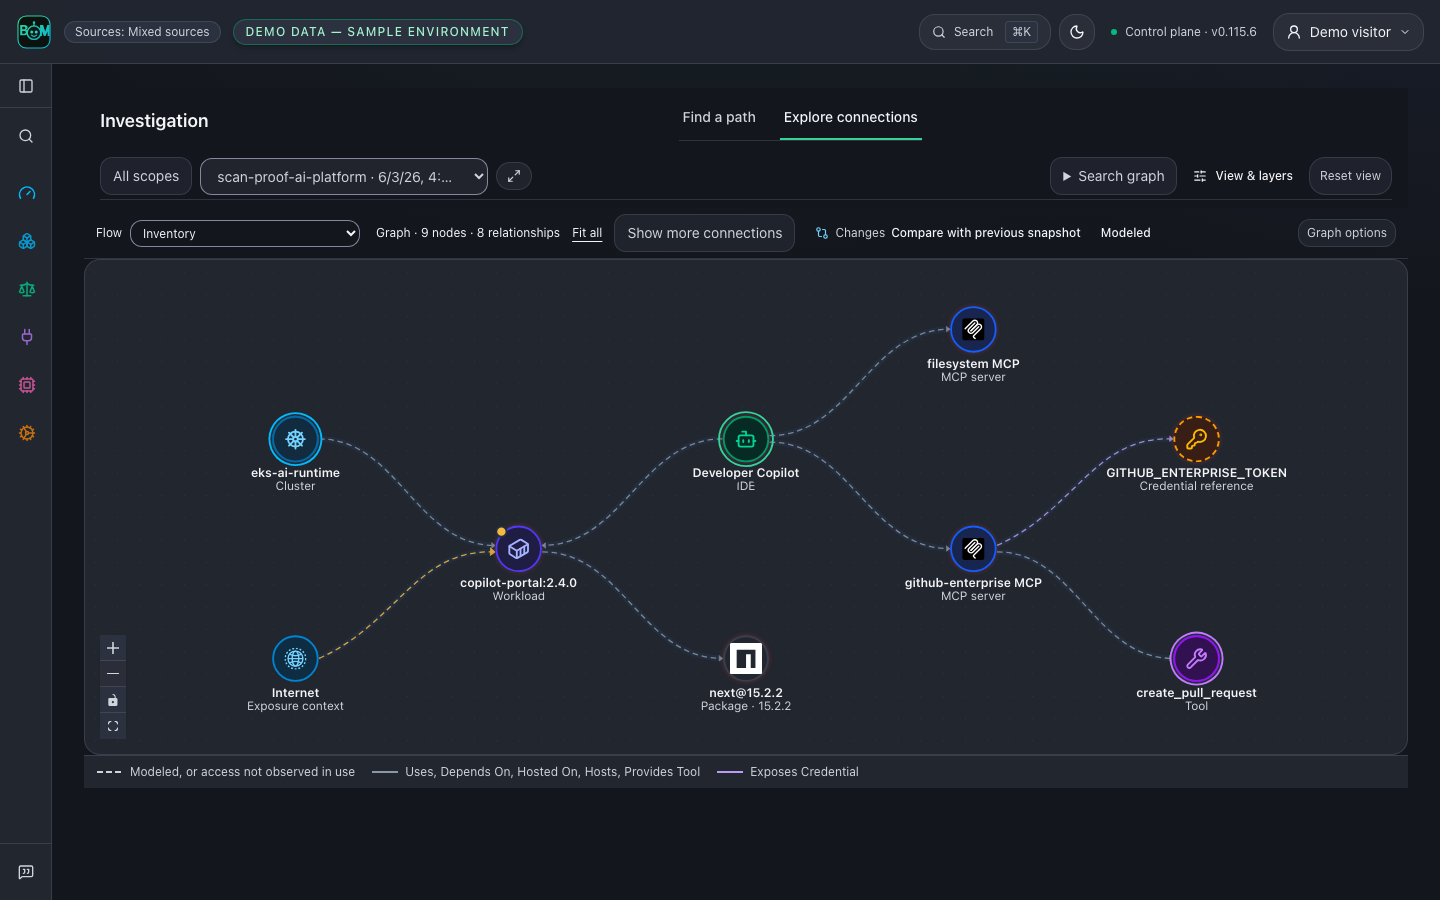 BOM
Sources: Mixed sources
DEMO DATA — SAMPLE ENVIRONMENT
Search ⌘K
Control plane · v0.115.6
Demo visitor
Investigation
Find a path
Explore connections
All scopes
scan-proof-ai-platform · 6/3/26, 4:...
Search graph
View & layers
Reset view
Flow
Inventory
Graph · 9 nodes · 8 relationships
Fit all
Show more connections
Changes Compare with previous snapshot
Modeled
Graph options
filesystem MCP
MCP server
eks-ai-runtime
Cluster
Developer Copilot
IDE
GITHUB_ENTERPRISE_TOKEN
Credential reference
copilot-portal:2.4.0
Workload
github-enterprise MCP
MCP server
Internet
Exposure context
next@15.2.2
Package · 15.2.2
create_pull_request
Tool
Modeled, or access not observed in use
Uses, Depends On, Hosted On, Hosts, Provides Tool
Exposes Credential